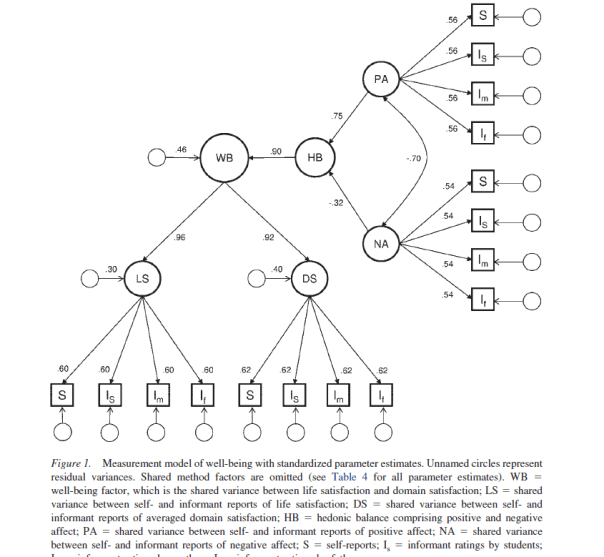 S
.56
I_S
.56
PA
I_m
.56
.56
I_f
.75
.46
WB
.90
HB
-.70
S
.54
-.32
I_S
.54
NA
I_m
.54
.54
I_f
.96
.92
.30
LS
.40
DS
.60
.60
.60
.60
.62
.62
.62
.62
S
I_S
I_m
I_f
S
I_S
I_m
I_f
Figure 1. Measurement model of well-being with standardized parameter estimates. Unnamed circles represent
residual variances. Shared method factors are omitted (see Table 4 for all parameter estimates). WB =
well-being factor, which is the shared variance between life satisfaction and domain satisfaction; LS = shared
variance between self- and informant reports of life satisfaction; DS = shared variance between self- and
informant reports of averaged domain satisfaction; HB = hedonic balance comprising positive and negative
affect; PA = shared variance between self- and informant reports of positive affect; NA = shared variance
between self- and informant reports of negative affect; S = self-reports; I_s = informant ratings by students;